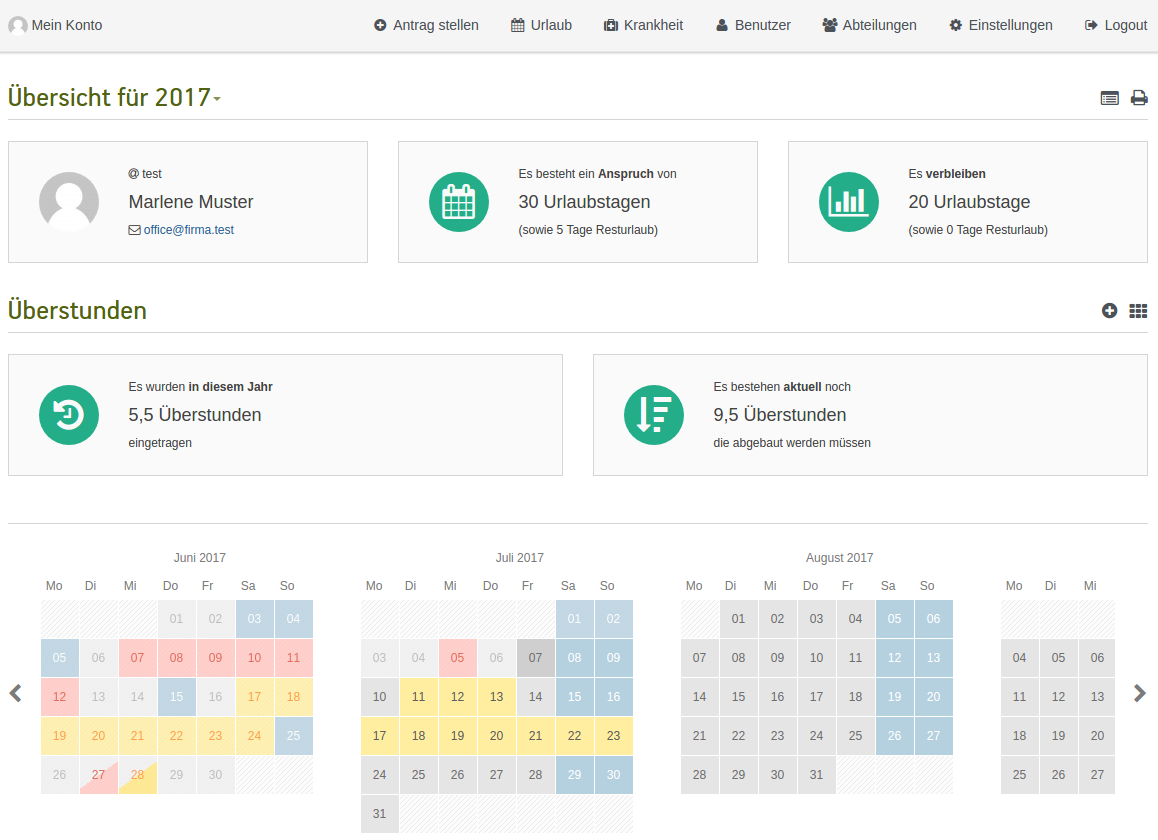 Mein Konto Antrag stellen Urlaub Krankheit Benutzer Abteilungen Einstellungen Logout
Übersicht für 2017
@ test
Marlene Muster
office@firma.test
Es besteht ein Anspruch von
30 Urlaubstagen
(sowie 5 Tage Resturlaub)
Es verbleiben
20 Urlaubstage
(sowie 0 Tage Resturlaub)
Überstunden
Es wurden in diesem Jahr
5,5 Überstunden
eingetragen
Es bestehen aktuell noch
9,5 Überstunden
die abgebaut werden müssen
Juni 2017
Mo Di Mi Do Fr Sa So
01 02 03 04
05 06 07 08 09 10 11
12 13 14 15 16 17 18
19 20 21 22 23 24 25
26 27 28 29 30
Juli 2017
Mo Di Mi Do Fr Sa So
01 02
03 04 05 06 07 08 09
10 11 12 13 14 15 16
17 18 19 20 21 22 23
24 25 26 27 28 29 30
31
August 2017
Mo Di Mi Do Fr Sa So
01 02 03 04 05 06
07 08 09 10 11 12 13
14 15 16 17 18 19 20
21 22 23 24 25 26 27
28 29 30 31
Mo Di Mi
04 05 06
11 12 13
18 19 20
25 26 27